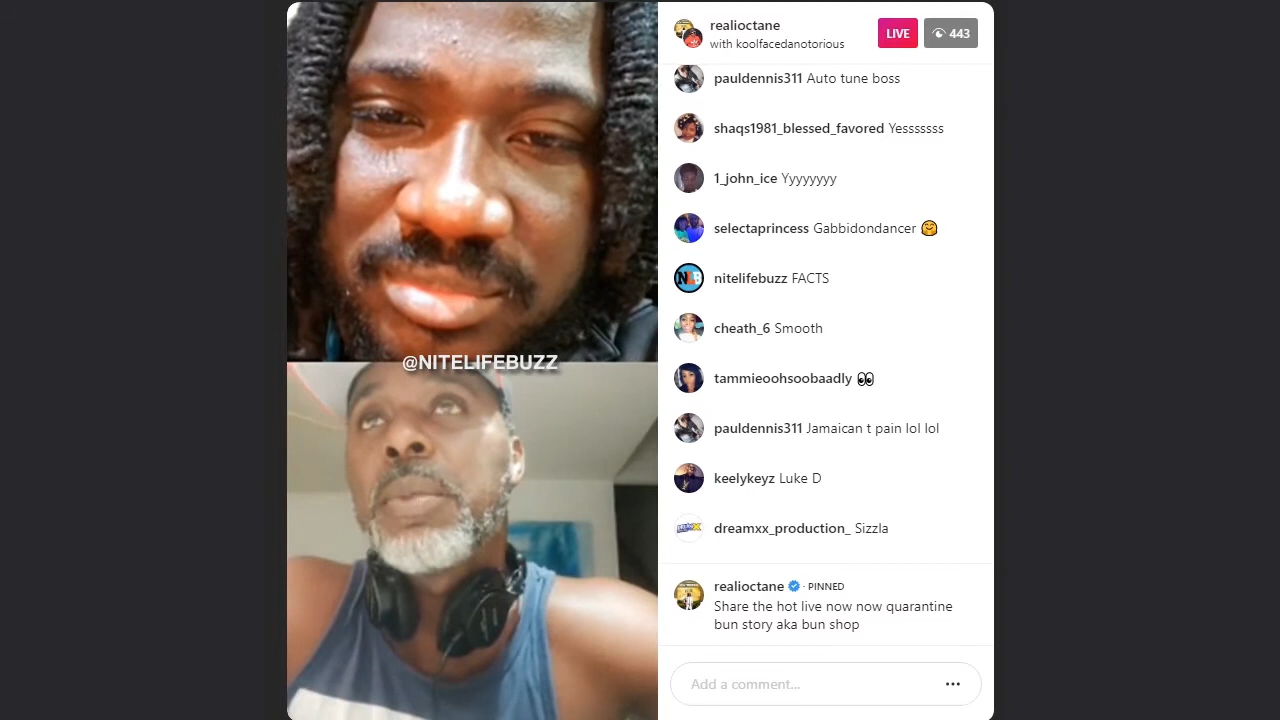 realioctane
with koolfacedanotorious
LIVE
443
pauldennis311 Auto tune boss
shaqs1981_blessed_favored Yesssssss
1_john_ice Yyyyyyyy
selectaprincess Gabbidondancer 🤗
NLB
nitelifebuzz FACTS
cheath_6 Smooth
@NITELIFEBUZZ
tammieoohsoobaadly 👀
pauldennis311 Jamaican t pain lol lol
keelykeyz Luke D
dreamxx_production_ Sizzla
realioctane · PINNED
Share the hot live now now quarantine
bun story aka bun shop
Add a comment...